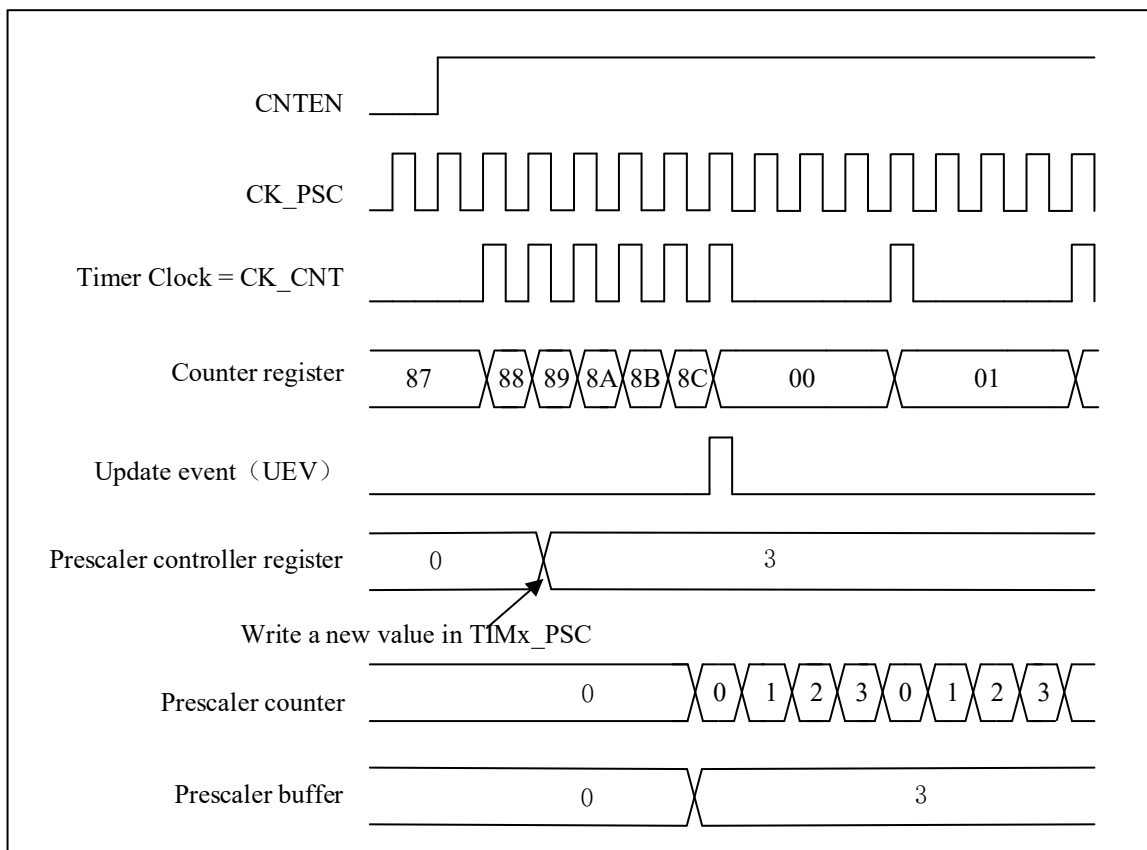 CNTEN
CK_PSC
Timer Clock = CK_CNT
Counter register
87 88 89 8A 8B 8C 00 01
Update event（UEV）
Prescaler controller register
0 3
Write a new value in TIMx_PSC
Prescaler counter
0 0 1 2 3 0 1 2 3
Prescaler buffer
0 3